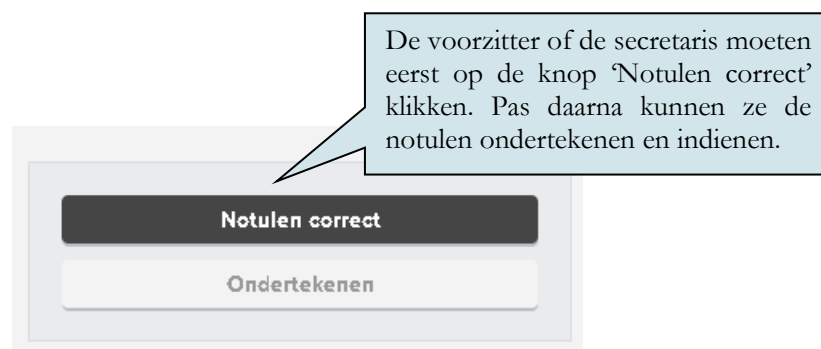 De voorzitter of de secretaris moeten
eerst op de knop ‘Notulen correct’
klikken. Pas daarna kunnen ze de
notulen ondertekenen en indienen.
Notulen correct
Ondertekenen